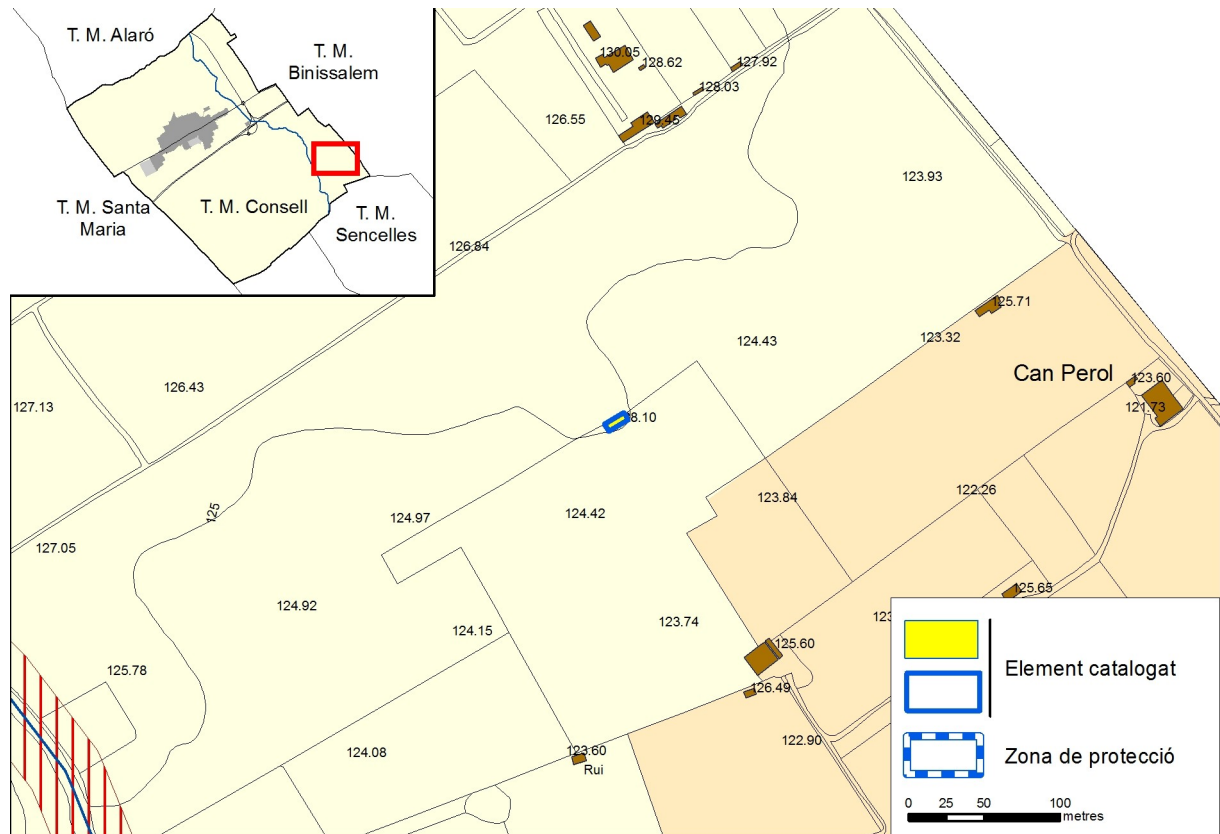 T. M. Alaró
T. M.
Binissalem
T. M. Santa
Maria
T. M. Consell
T. M.
Sencelles
130.05
128.62
127.92
128.03
129.45
126.55
123.93
126.84
125.71
123.32
124.43
Can Perol
123.60
121.73
126.43
127.13
8.10
125
123.84
122.26
124.97
124.42
127.05
125.65
124.92
123.74
124.15
125.60
125.78
126.49
122.90
124.08
123.60
Rui
Element catalogat
Zona de protecció
0 25 50 100
metres